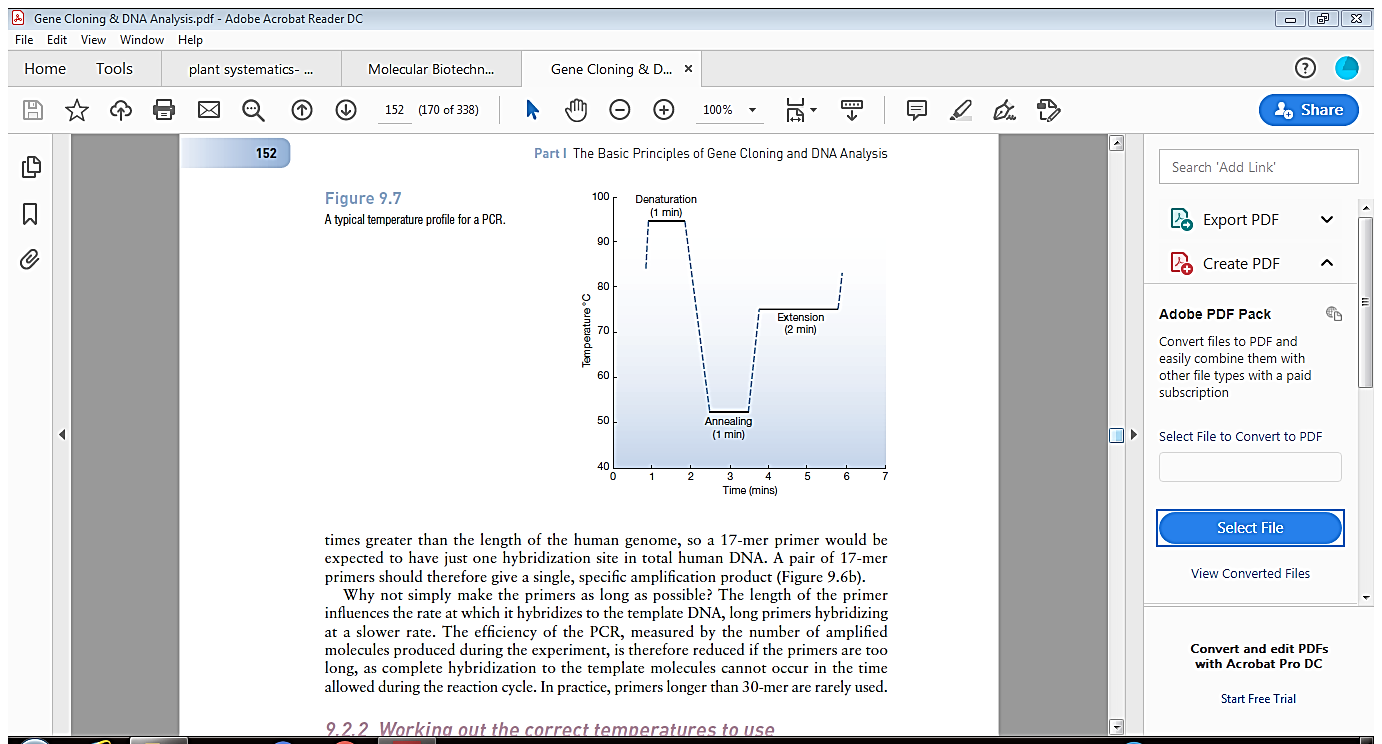 Gene Cloning & DNA Analysis.pdf - Adobe Acrobat Reader DC
File Edit View Window Help
Home Tools plant systematics- ... Molecular Biotechn... Gene Cloning & D... ×
152 (170 of 338) 100% Share
152
Part I The Basic Principles of Gene Cloning and DNA Analysis
Figure 9.7
A typical temperature profile for a PCR.
100
90
80
70
60
50
40
Temperature °C
Denaturation
(1 min)
Extension
(2 min)
Annealing
(1 min)
0 1 2 3 4 5 6 7
Time (mins)
times greater than the length of the human genome, so a 17-mer primer would be
expected to have just one hybridization site in total human DNA. A pair of 17-mer
primers should therefore give a single, specific amplification product (Figure 9.6b).
Why not simply make the primers as long as possible? The length of the primer
influences the rate at which it hybridizes to the template DNA, long primers hybridizing
at a slower rate. The efficiency of the PCR, measured by the number of amplified
molecules produced during the experiment, is therefore reduced if the primers are too
long, as complete hybridization to the template molecules cannot occur in the time
allowed during the reaction cycle. In practice, primers longer than 30-mer are rarely used.
9.2.2 Working out the correct temperatures to use
Search 'Add Link'
Export PDF
Create PDF
Adobe PDF Pack
Convert files to PDF and
easily combine them with
other file types with a paid
subscription
Select File to Convert to PDF
Select File
View Converted Files
Convert and edit PDFs
with Acrobat Pro DC
Start Free Trial